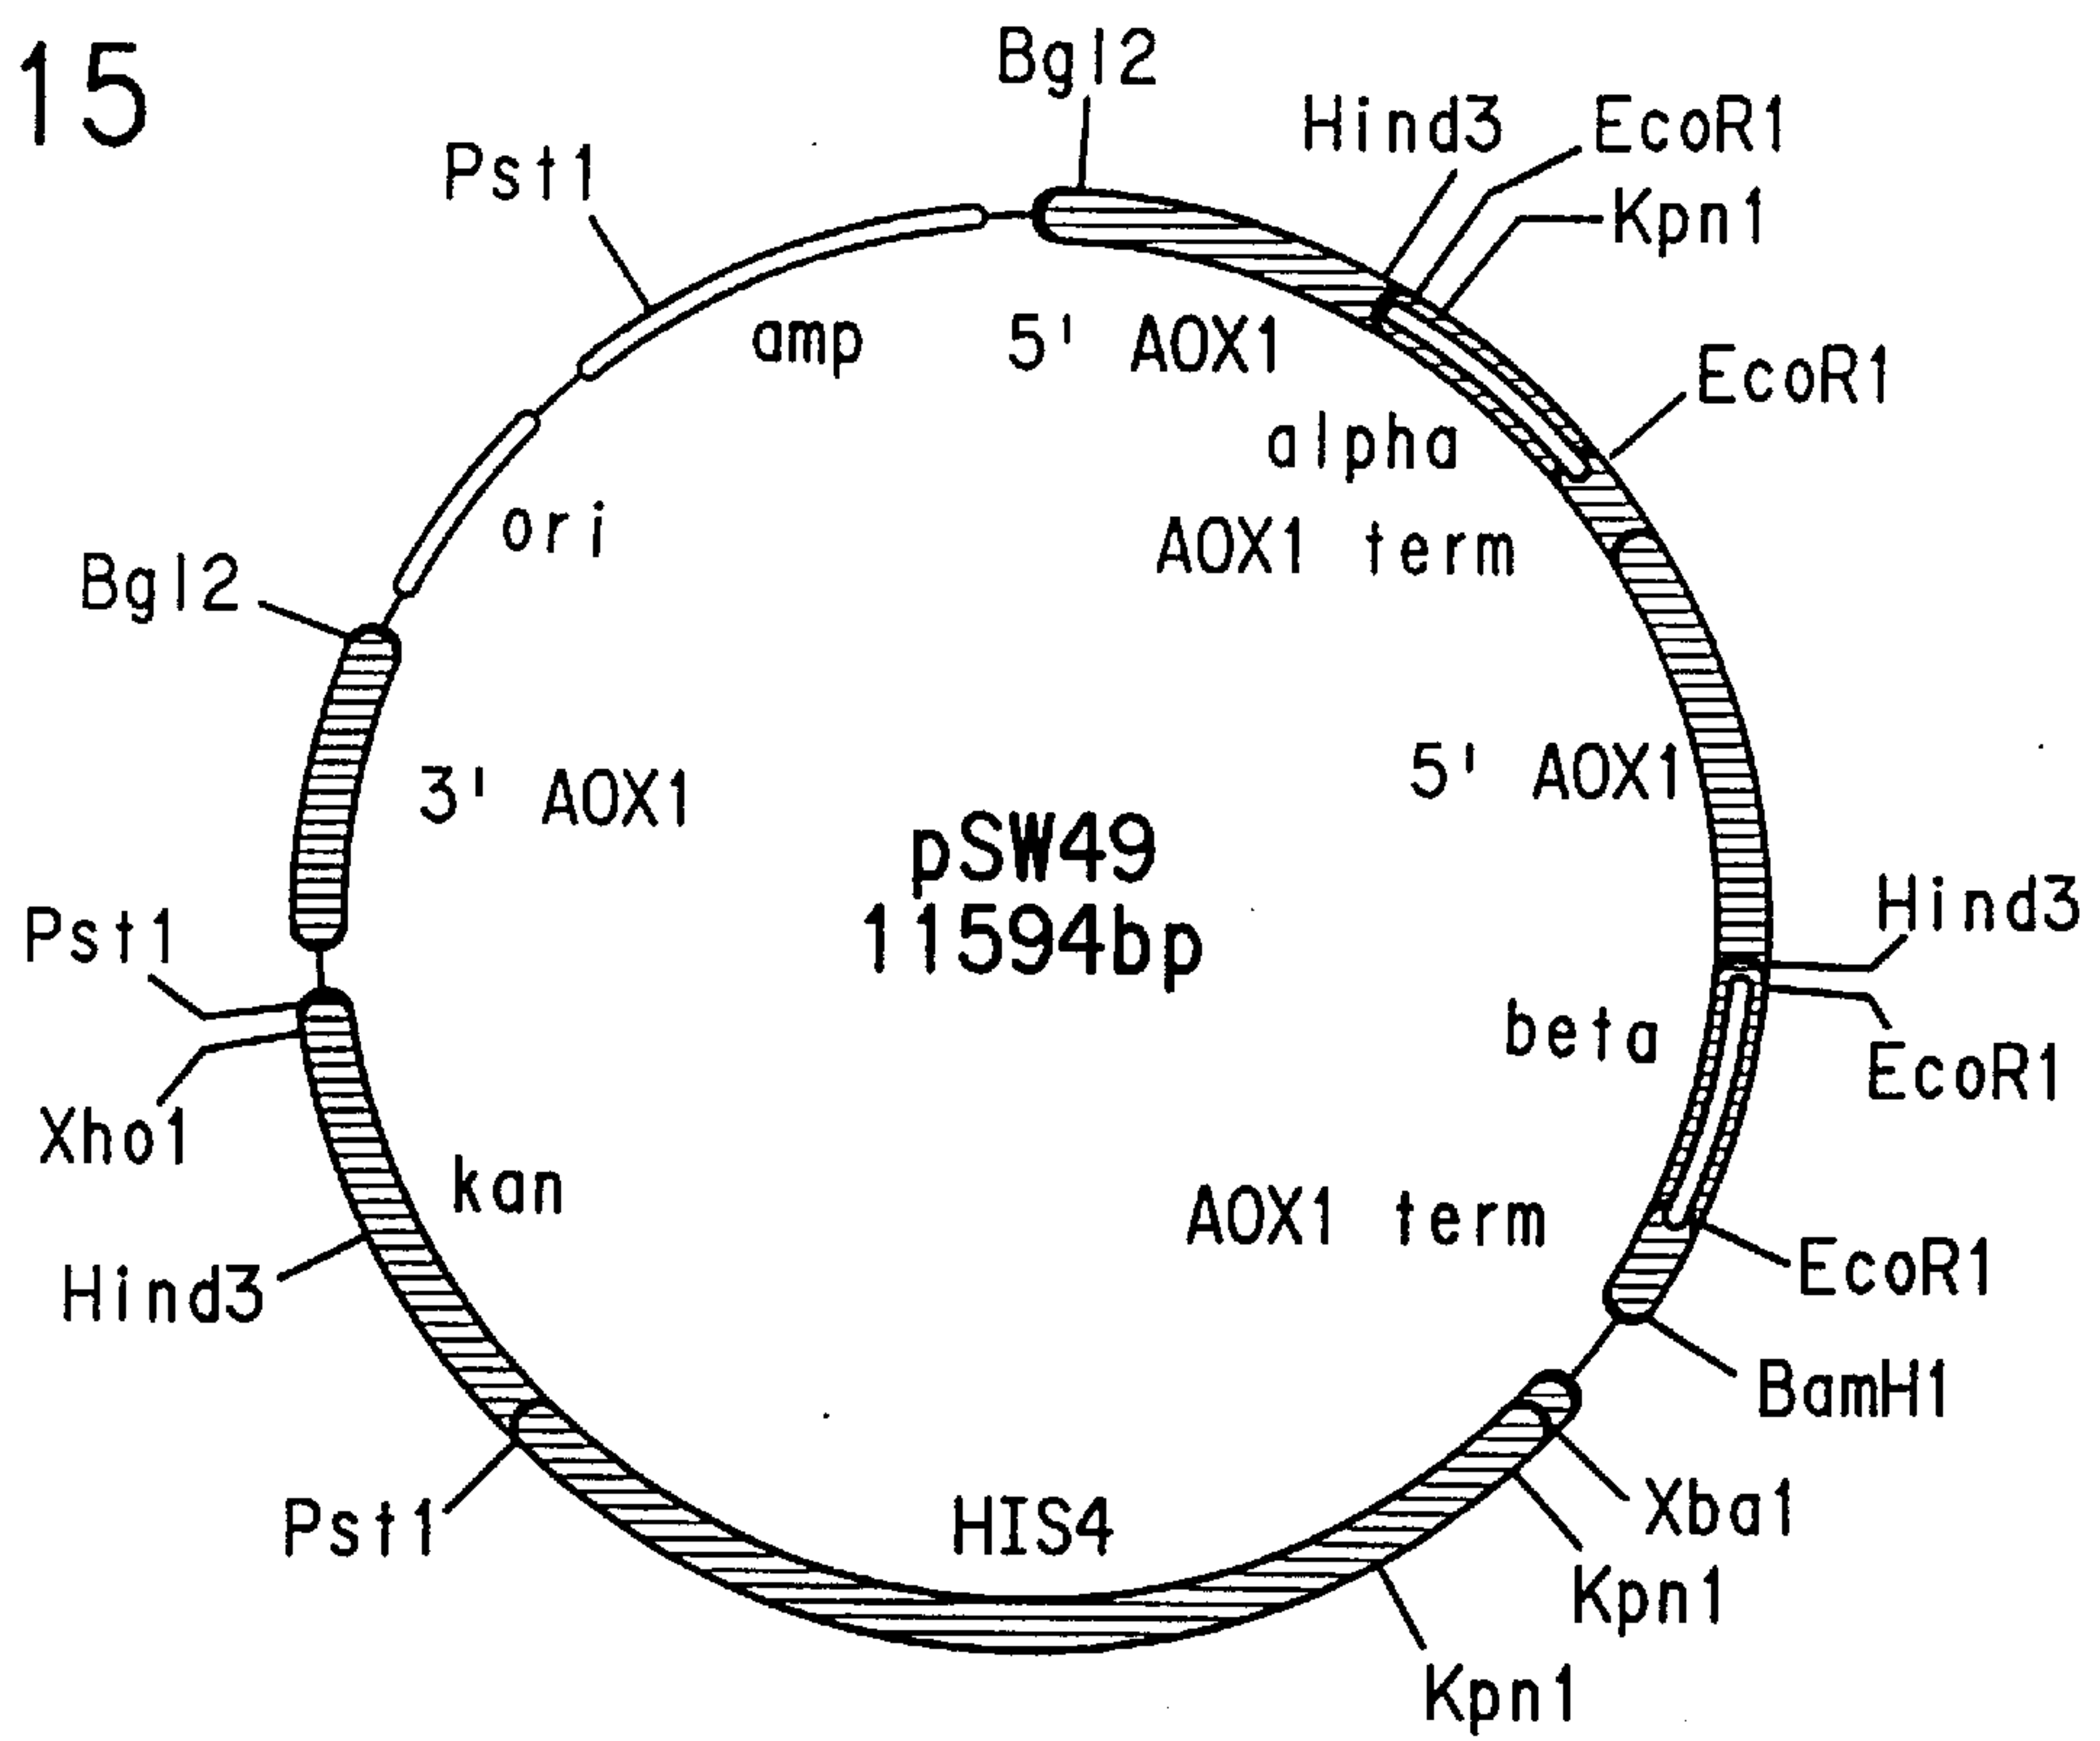 15
Bgl2
Hind3
EcoR1
Pst1
Kpn1
amp
5' AOX1
EcoR1
alpha
ori
AOX1 term
Bgl2
3' AOX1
5' AOX1
pSW49
11594bp
Hind3
Pst1
beta
EcoR1
Xho1
kan
AOX1 term
EcoR1
Hind3
BamH1
Pst1
HIS4
Xba1
Kpn1
Kpn1